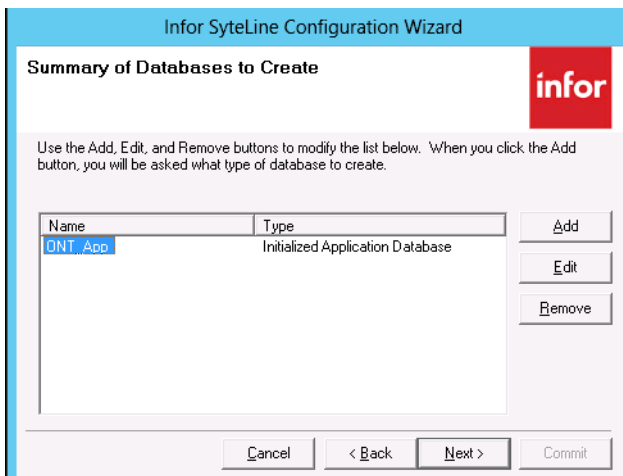 Infor SyteLine Configuration Wizard
Summary of Databases to Create
infor
Use the Add, Edit, and Remove buttons to modify the list below. When you click the Add
button, you will be asked what type of database to create.
Name Type Add
ONT_App Initialized Application Database
Edit
Remove
Cancel < Back Next > Commit